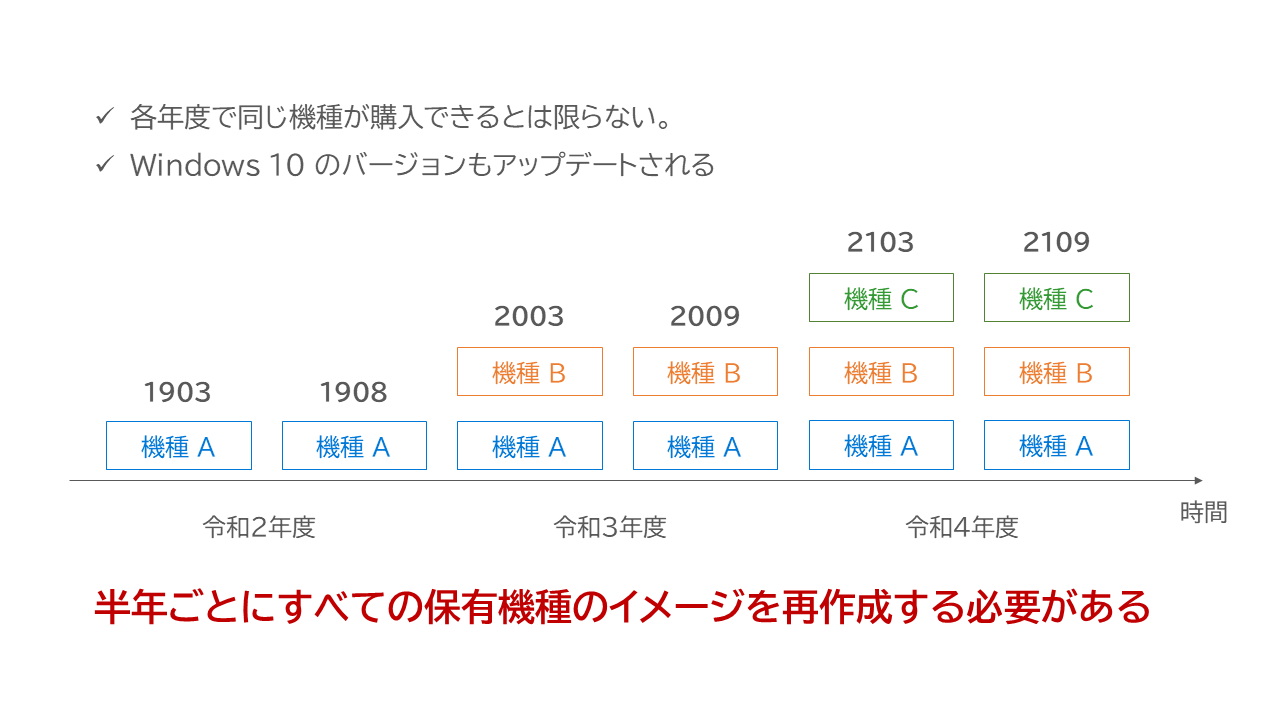 ✓ 各年度で同じ機種が購入できるとは限らない。
✓ Windows 10 のバージョンもアップデートされる
2103 2109
機種 C 機種 C
2003 2009
機種 B 機種 B 機種 B 機種 B
1903 1908
機種 A 機種 A 機種 A 機種 A 機種 A 機種 A
時間
令和2年度 令和3年度 令和4年度
半年ごとにすべての保有機種のイメージを再作成する必要がある